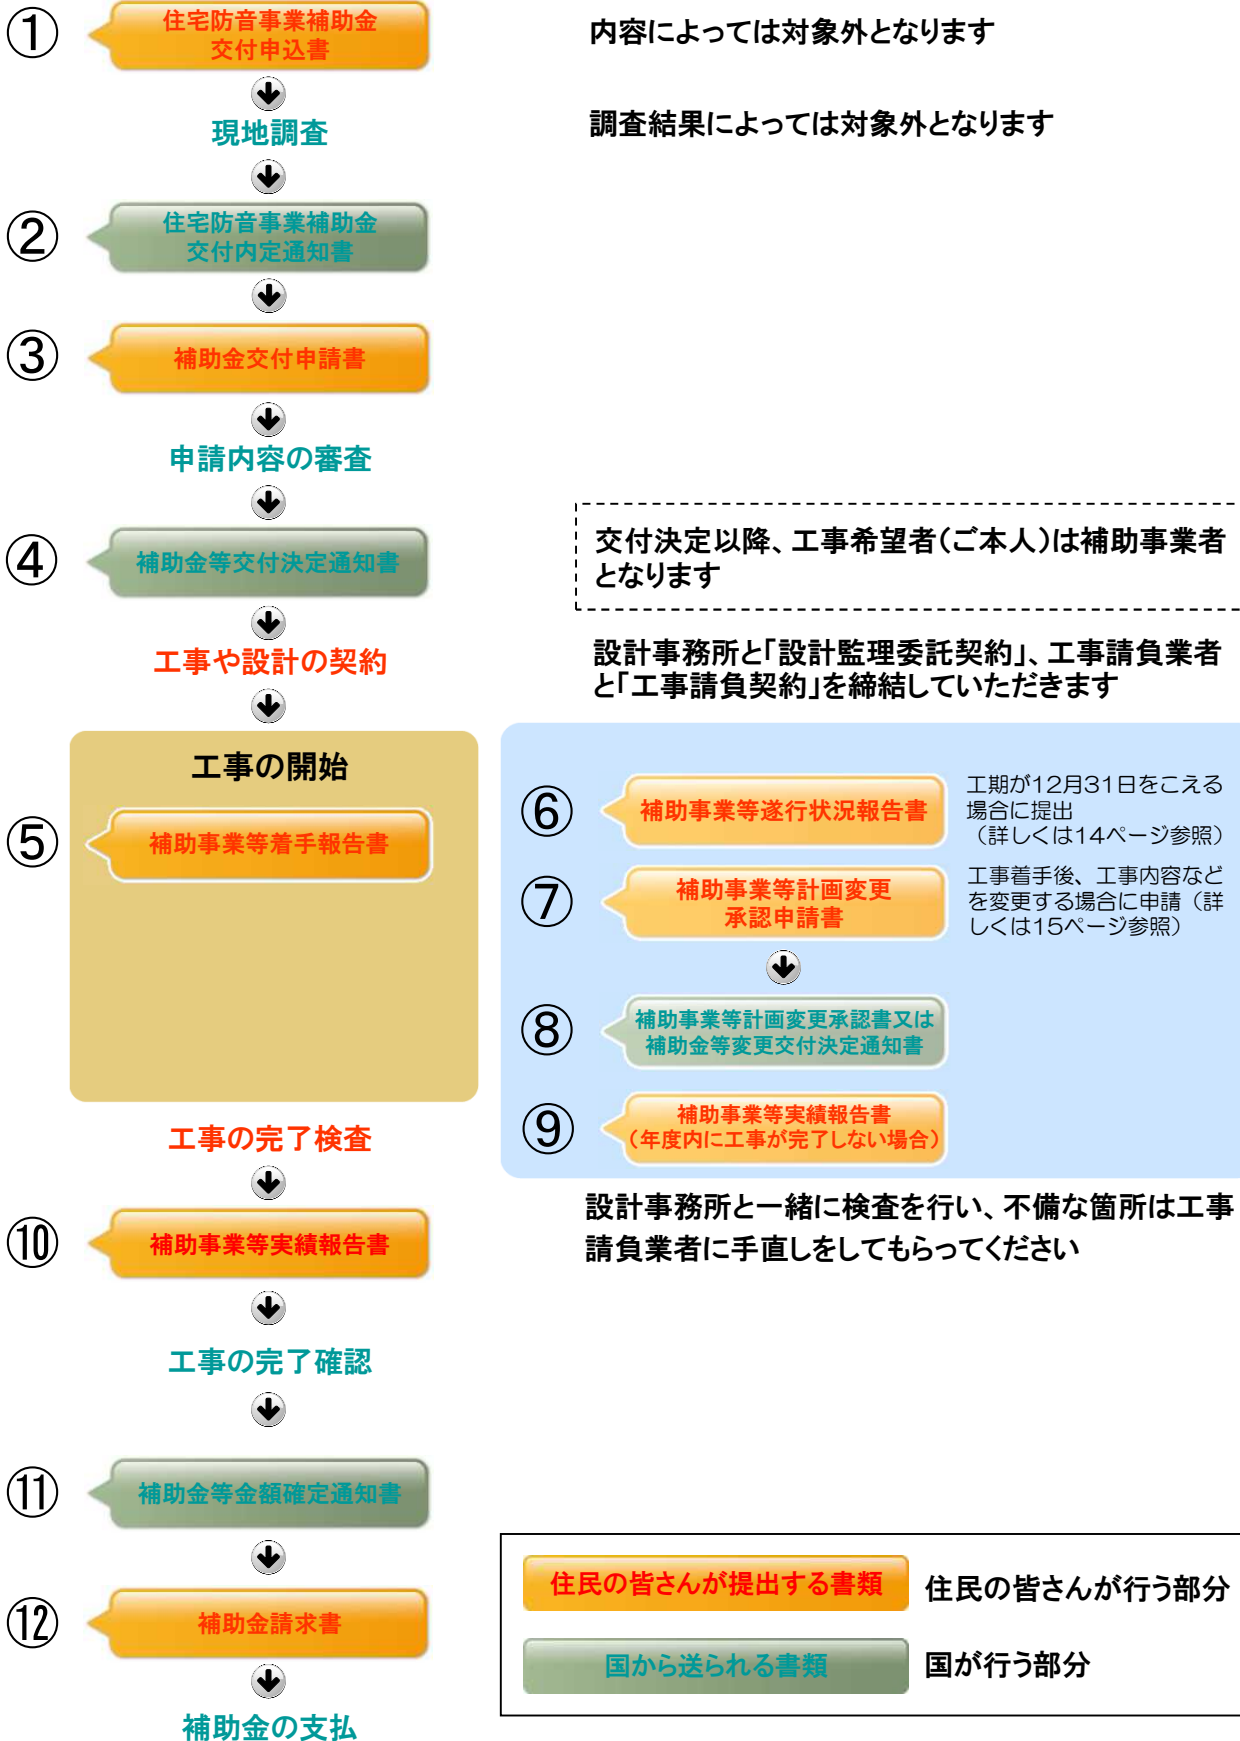 ①
住宅防音事業補助金
交付申込書
内容によっては対象外となります
現地調査
調査結果によっては対象外となります
②
住宅防音事業補助金
交付内定通知書
③
補助金交付申請書
申請内容の審査
④
補助金等交付決定通知書
交付決定以降、工事希望者(ご本人)は補助事業者
となります
工事や設計の契約
設計事務所と「設計監理委託契約」、工事請負業者
と「工事請負契約」を締結していただきます
工事の開始
⑤
補助事業等着手報告書
⑥
補助事業等遂行状況報告書
工期が12月31日をこえる
場合に提出
（詳しくは14ページ参照）
⑦
補助事業等計画変更
承認申請書
工事着手後、工事内容など
を変更する場合に申請（詳
しくは15ページ参照）
⑧
補助事業等計画変更承認書又は
補助金等変更交付決定通知書
⑨
補助事業等実績報告書
（年度内に工事が完了しない場合）
工事の完了検査
設計事務所と一緒に検査を行い、不備な箇所は工事
請負業者に手直しをしてもらってください
⑩
補助事業等実績報告書
工事の完了確認
⑪
補助金等金額確定通知書
⑫
補助金請求書
補助金の支払
住民の皆さんが提出する書類
住民の皆さんが行う部分
国から送られる書類
国が行う部分